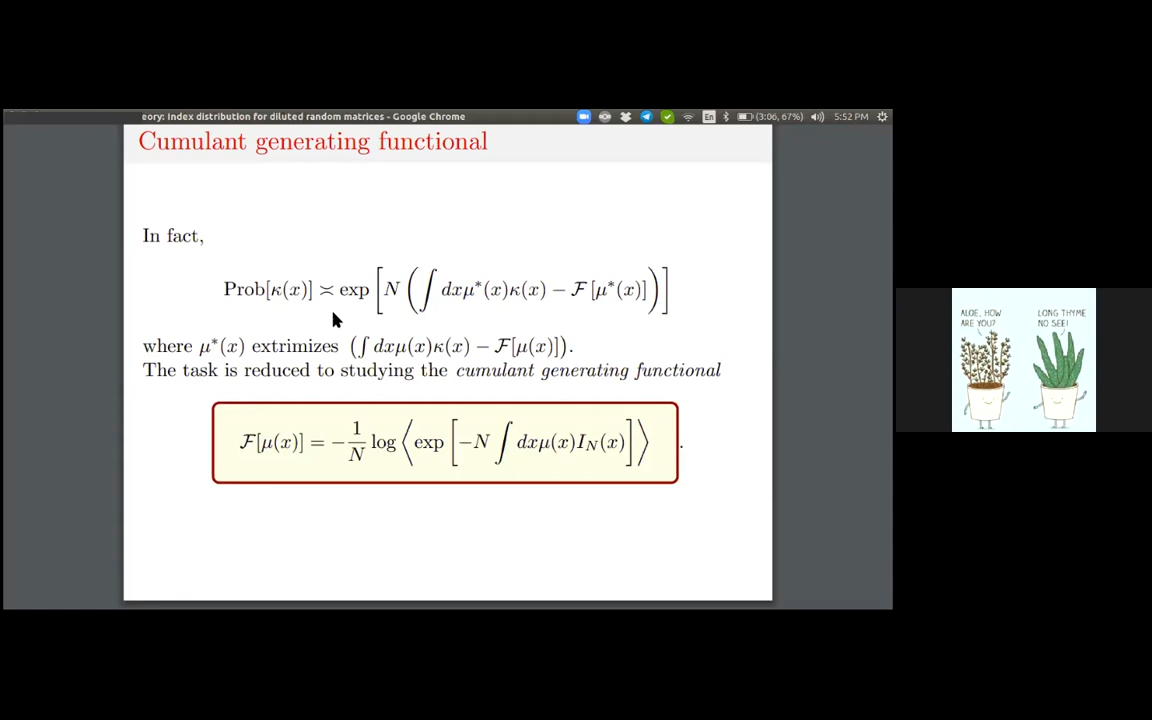 eory: Index distribution for diluted random matrices - Google Chrome
En
(3:06, 67%)
5:52 PM
Cumulant generating functional
In fact,
Prob[κ(x)] ≍ exp [N (∫ dxμ*(x)κ(x) − F [μ*(x)])]
where μ*(x) extrimizes (∫ dxμ(x)κ(x) − F[μ(x)]).
The task is reduced to studying the cumulant generating functional
F[μ(x)] = − 1/N log ⟨exp [−N ∫ dxμ(x)I_N(x)]⟩ .
ALOE, HOW
ARE YOU?
LONG THYME
NO SEE!